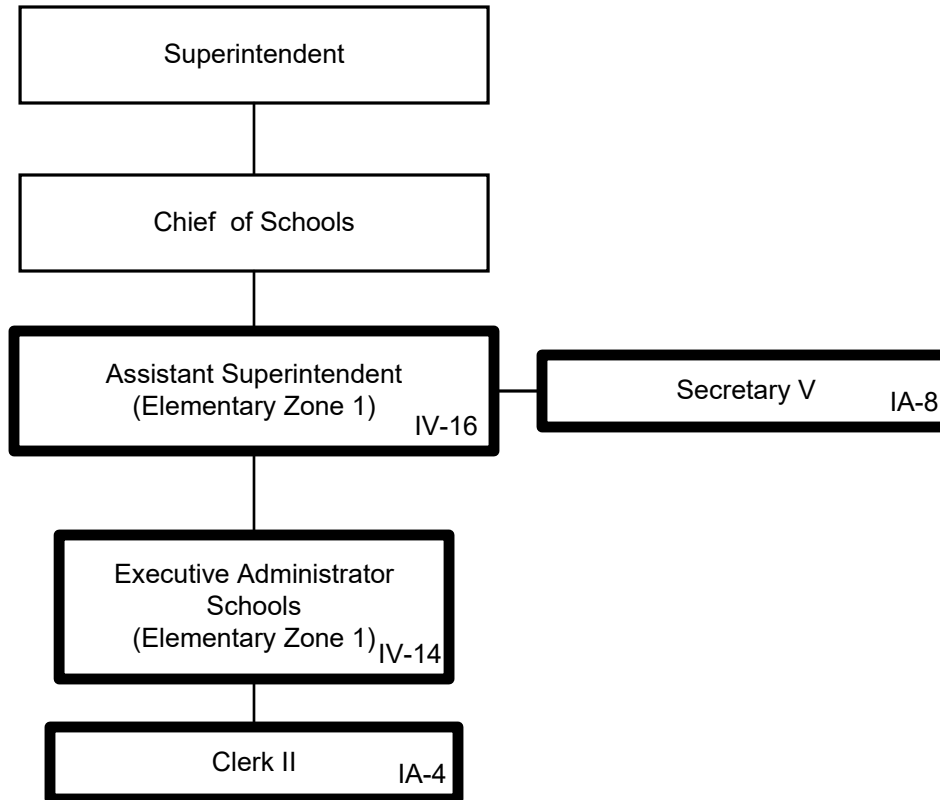 Superintendent
Chief of Schools
Assistant Superintendent
(Elementary Zone 1)
IV-16
Secretary V
IA-8
Executive Administrator
Schools
(Elementary Zone 1)
IV-14
Clerk II
IA-4